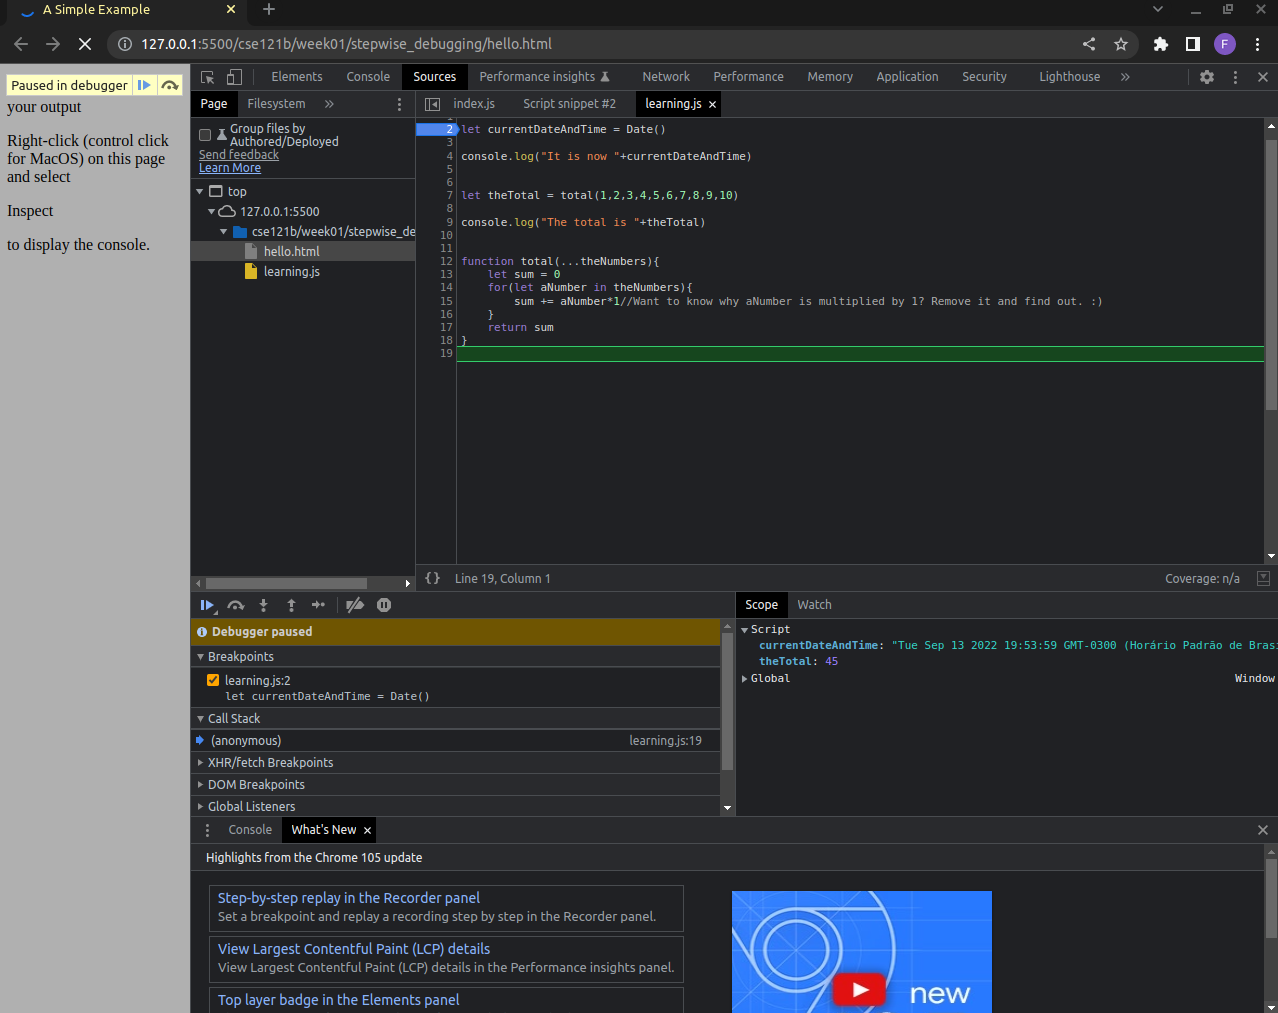 A Simple Example
127.0.0.1:5500/cse121b/week01/stepwise_debugging/hello.html
F
Paused in debugger
your output
Right-click (control click
for MacOS) on this page
and select
Inspect
to display the console.
Elements Console Sources Performance insights Network Performance Memory Application Security Lighthouse »
Page Filesystem »
Group files by
Authored/Deployed
Send feedback
Learn More
top
127.0.0.1:5500
cse121b/week01/stepwise_de
hello.html
learning.js
index.js Script snippet #2 learning.js
1
2 let currentDateAndTime = Date()
3
4 console.log("It is now "+currentDateAndTime)
5
6
7 let theTotal = total(1,2,3,4,5,6,7,8,9,10)
8
9 console.log("The total is "+theTotal)
10
11
12 function total(...theNumbers){
13 let sum = 0
14 for(let aNumber in theNumbers){
15 sum += aNumber*1//Want to know why aNumber is multiplied by 1? Remove it and find out. :)
16 }
17 return sum
18 }
19
{} Line 19, Column 1 Coverage: n/a
Debugger paused
Breakpoints
learning.js:2
let currentDateAndTime = Date()
Call Stack
(anonymous) learning.js:19
XHR/fetch Breakpoints
DOM Breakpoints
Global Listeners
Scope Watch
Script
currentDateAndTime: "Tue Sep 13 2022 19:53:59 GMT-0300 (Horário Padrão de Brasi
theTotal: 45
Global Window
Console What's New
Highlights from the Chrome 105 update
Step-by-step replay in the Recorder panel
Set a breakpoint and replay a recording step by step in the Recorder panel.
View Largest Contentful Paint (LCP) details
View Largest Contentful Paint (LCP) details in the Performance insights panel.
Top layer badge in the Elements panel
new